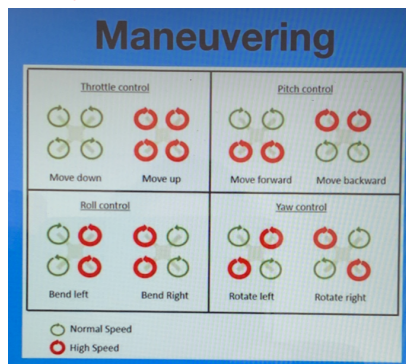 Maneuvering
Throttle control
Move down
Move up
Pitch control
Move forward
Move backward
Roll control
Bend left
Bend Right
Yaw control
Rotate left
Rotate right
Normal Speed
High Speed